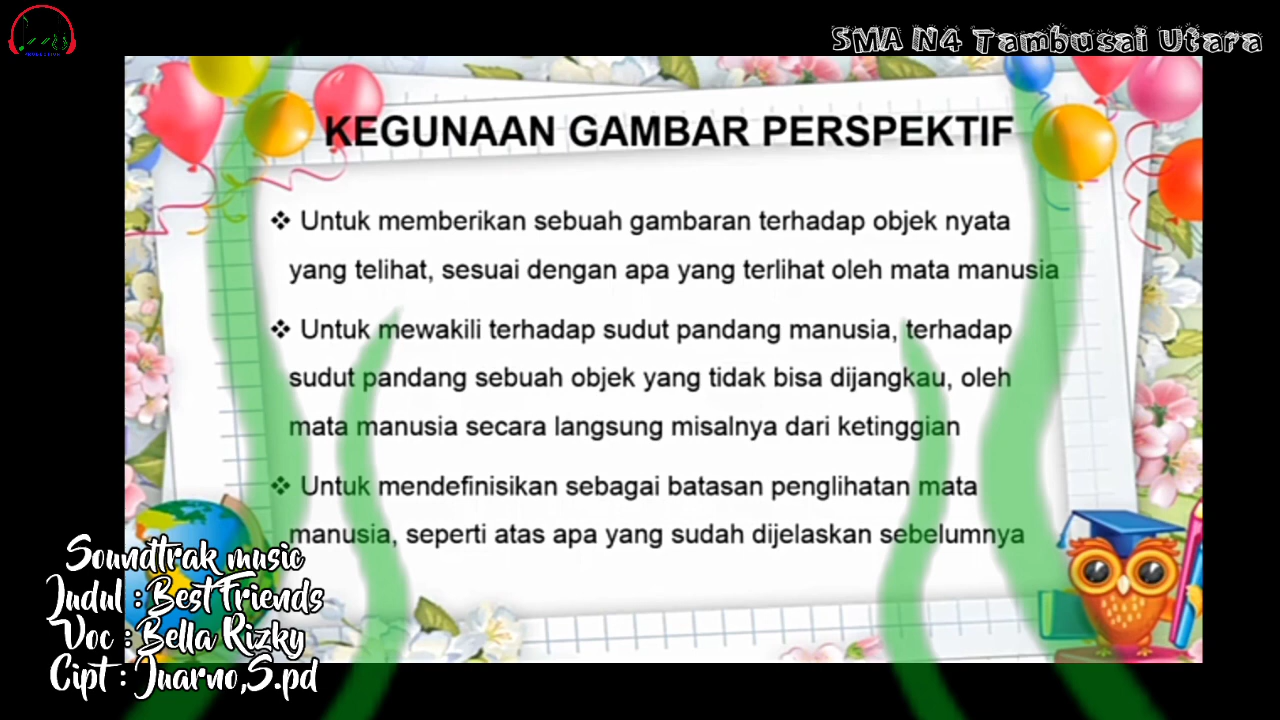 SMA N4 Tambusai Utara
KEGUNAAN GAMBAR PERSPEKTIF
❖ Untuk memberikan sebuah gambaran terhadap objek nyata
yang telihat, sesuai dengan apa yang terlihat oleh mata manusia
❖ Untuk mewakili terhadap sudut pandang manusia, terhadap
sudut pandang sebuah objek yang tidak bisa dijangkau, oleh
mata manusia secara langsung misalnya dari ketinggian
❖ Untuk mendefinisikan sebagai batasan penglihatan mata
manusia, seperti atas apa yang sudah dijelaskan sebelumnya
Soundtrak music
Judul : Best Friends
Voc : Bella Rizky
Cipt : Juarno,S.pd